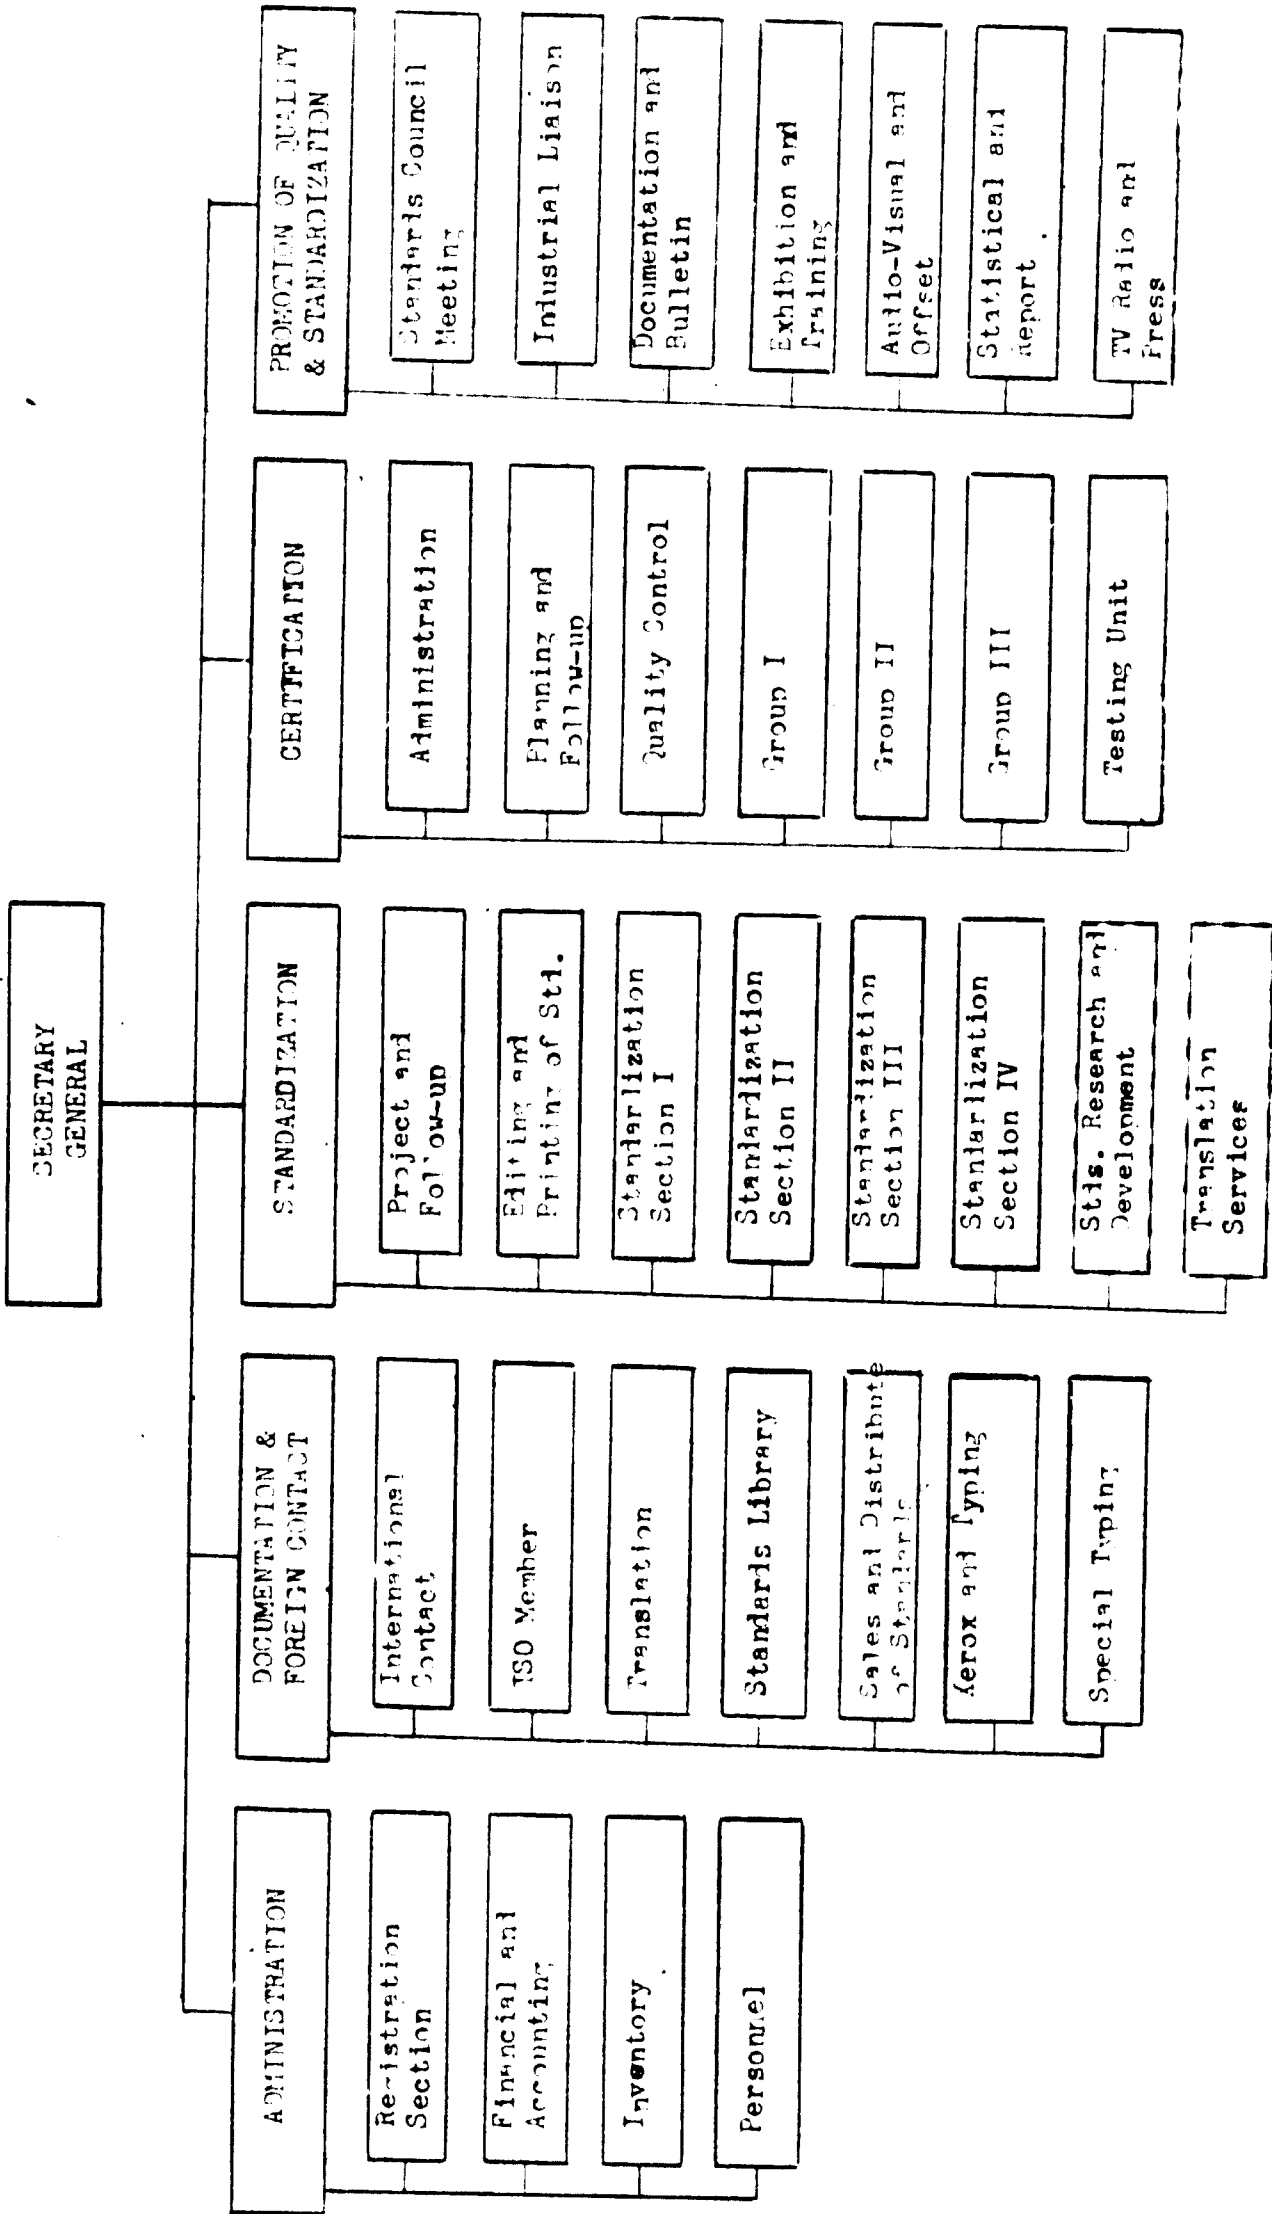 SECRETARY
GENERAL
ADMINISTRATION
Registration
Section
Financial and
Accounting
Inventory
Personnel
DOCUMENTATION &
FOREIGN CONTACT
International
Contact
ISO Member
Translation
Standards Library
Sales and Distribute
of Standards
Xerox and Typing
Special Typing
STANDARDIZATION
Project and
Follow-up
Editing and
Printing of Std.
Standardization
Section I
Standardization
Section II
Standardization
Section III
Standardization
Section IV
Stds. Research and
Development
Translation
Services
CERTIFICATION
Administration
Planning and
Follow-up
Quality Control
Group I
Group II
Group III
Testing Unit
PROMOTION OF QUALITY
& STANDARDIZATION
Standards Council
Meeting
Industrial Liaison
Documentation and
Bulletin
Exhibition and
Training
Audio-Visual and
Offset
Statistical and
Report
TV Radio and
Press